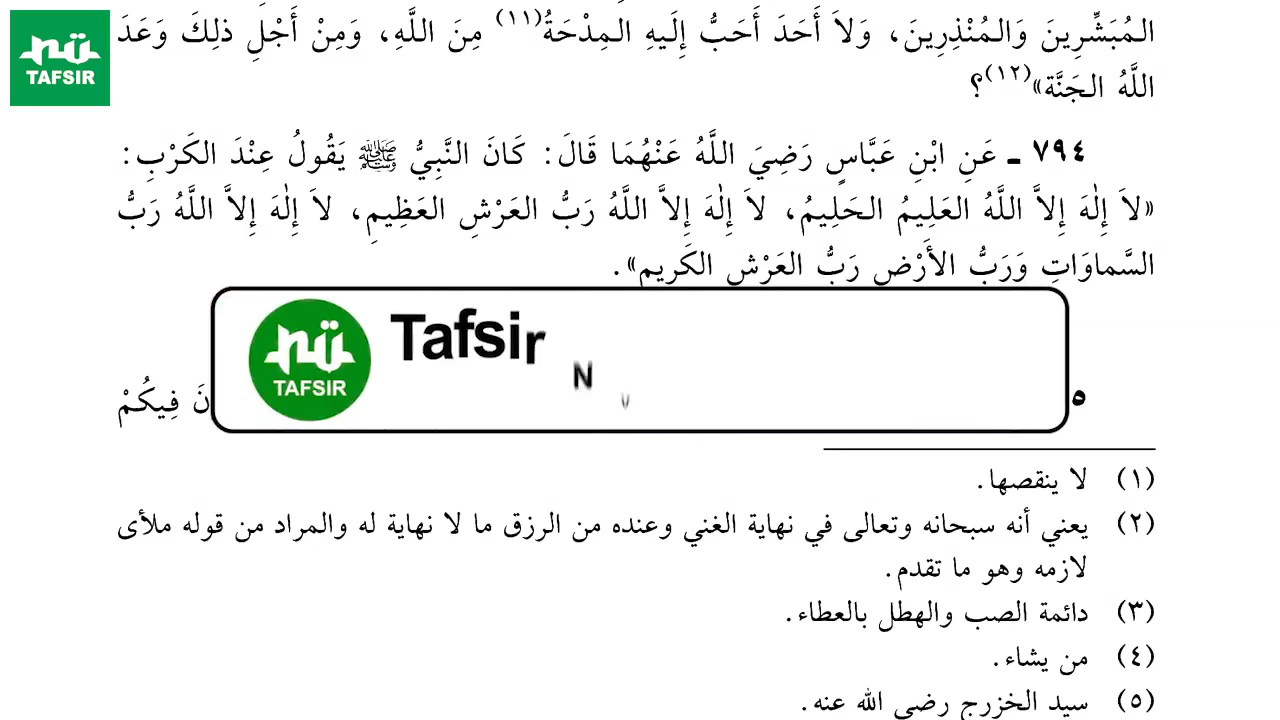 nü
TAFSIR
المُبَشِّرِينَ وَالمُنْذِرِينَ، وَلاَ أَحَدَ أَحَبُّ إِلَيهِ المِدْحَةُ(١١) مِنَ اللَّهِ، وَمِنْ أَجْلِ ذلِكَ وَعَدَ
اللَّهُ الجَنَّة»(١٢)؟
٧٩٤ ـ عَنِ ابْنِ عَبَّاسٍ رَضِيَ اللَّهُ عَنْهُمَا قَالَ: كَانَ النَّبِيُّ ﷺ يَقُولُ عِنْدَ الكَرْبِ:
«لاَ إِلٰهَ إِلاَّ اللَّهُ العَلِيمُ الحَلِيمُ، لاَ إِلٰهَ إِلاَّ اللَّهُ رَبُّ العَرْشِ العَظِيمِ، لاَ إِلٰهَ إِلاَّ اللَّهُ رَبُّ
السَّماوَاتِ وَرَبُّ الأَرْضِ رَبُّ العَرْشِ الكَرِيمِ».
nü
TAFSIR
Tafsir
N
٥
نَ فِيكُمْ
(١) لا ينقصها.
(٢) يعني أنه سبحانه وتعالى في نهاية الغني وعنده من الرزق ما لا نهاية له والمراد من قوله ملأى
لازمه وهو ما تقدم.
(٣) دائمة الصب والهطل بالعطاء.
(٤) من يشاء.
(٥) سيد الخزرج رضي الله عنه.